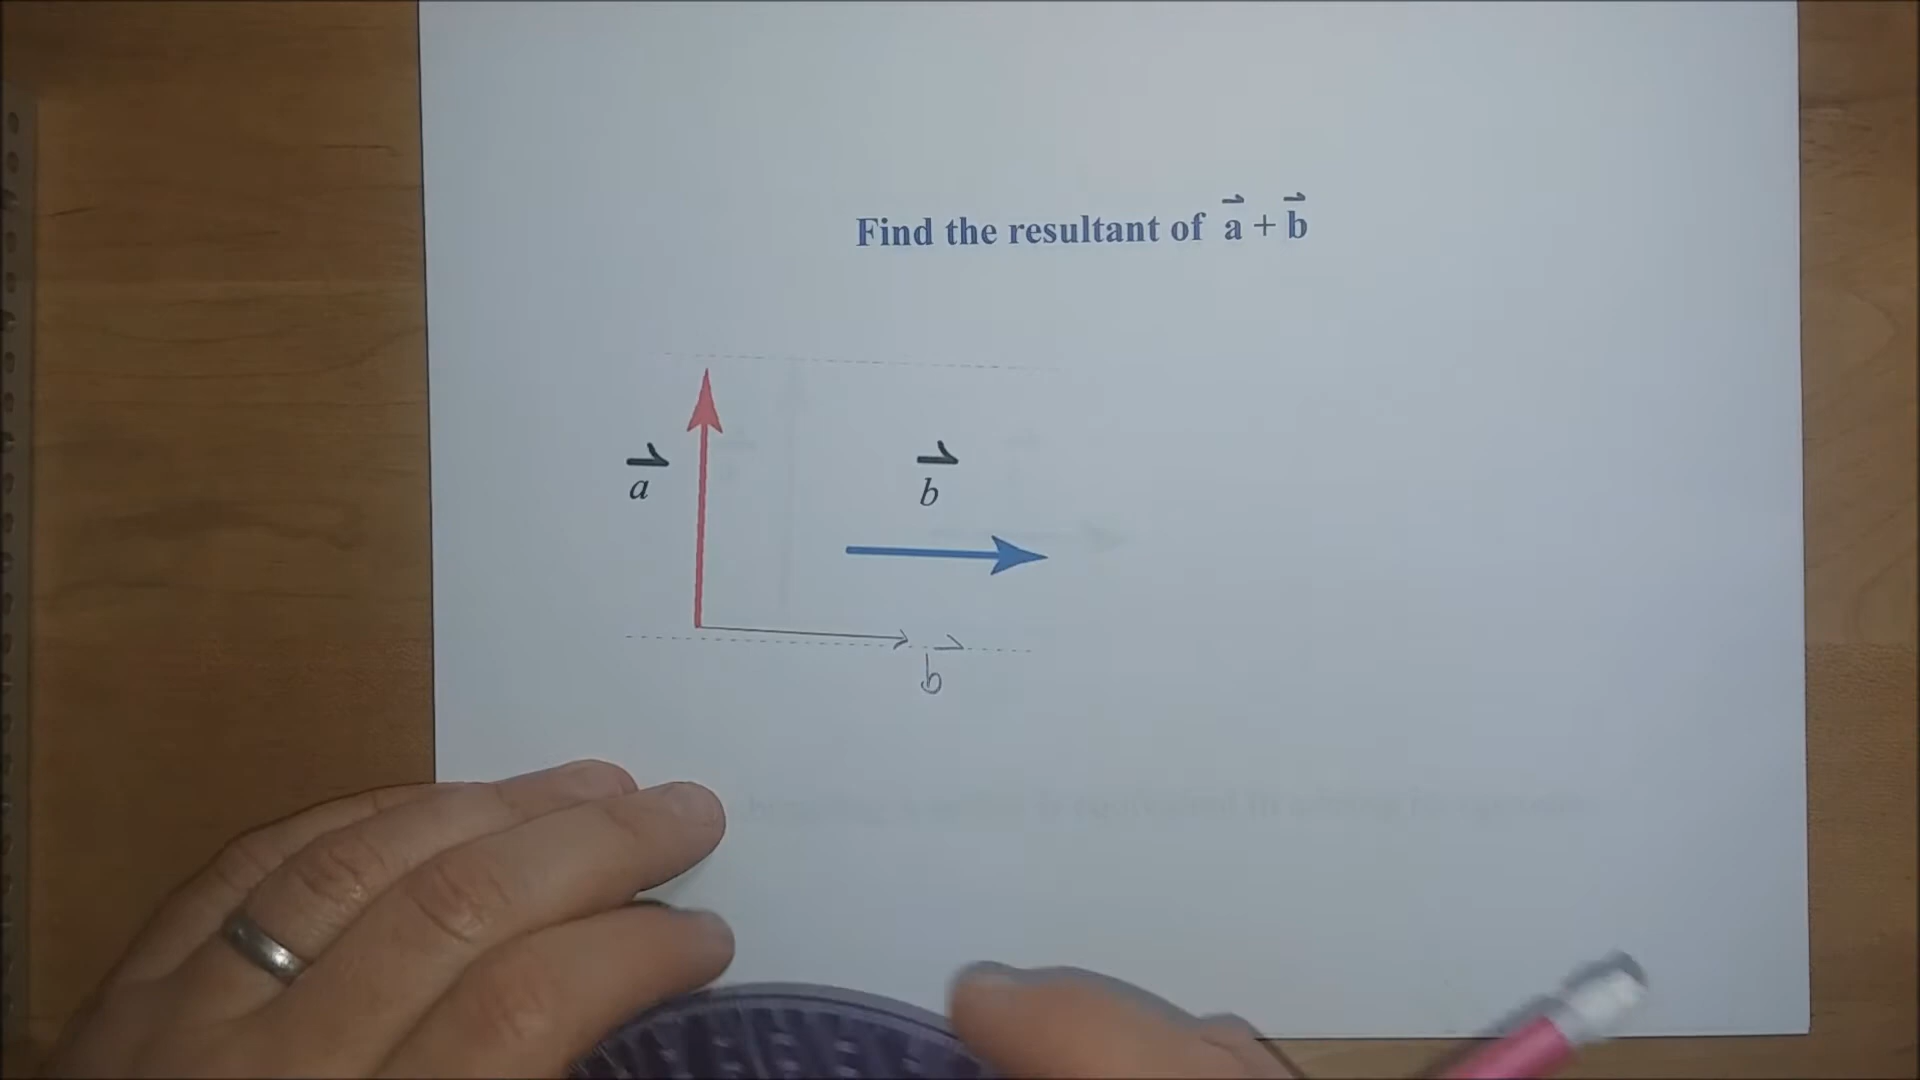 Find the resultant of a⃗ + b⃗
a⃗
b⃗
b⃗